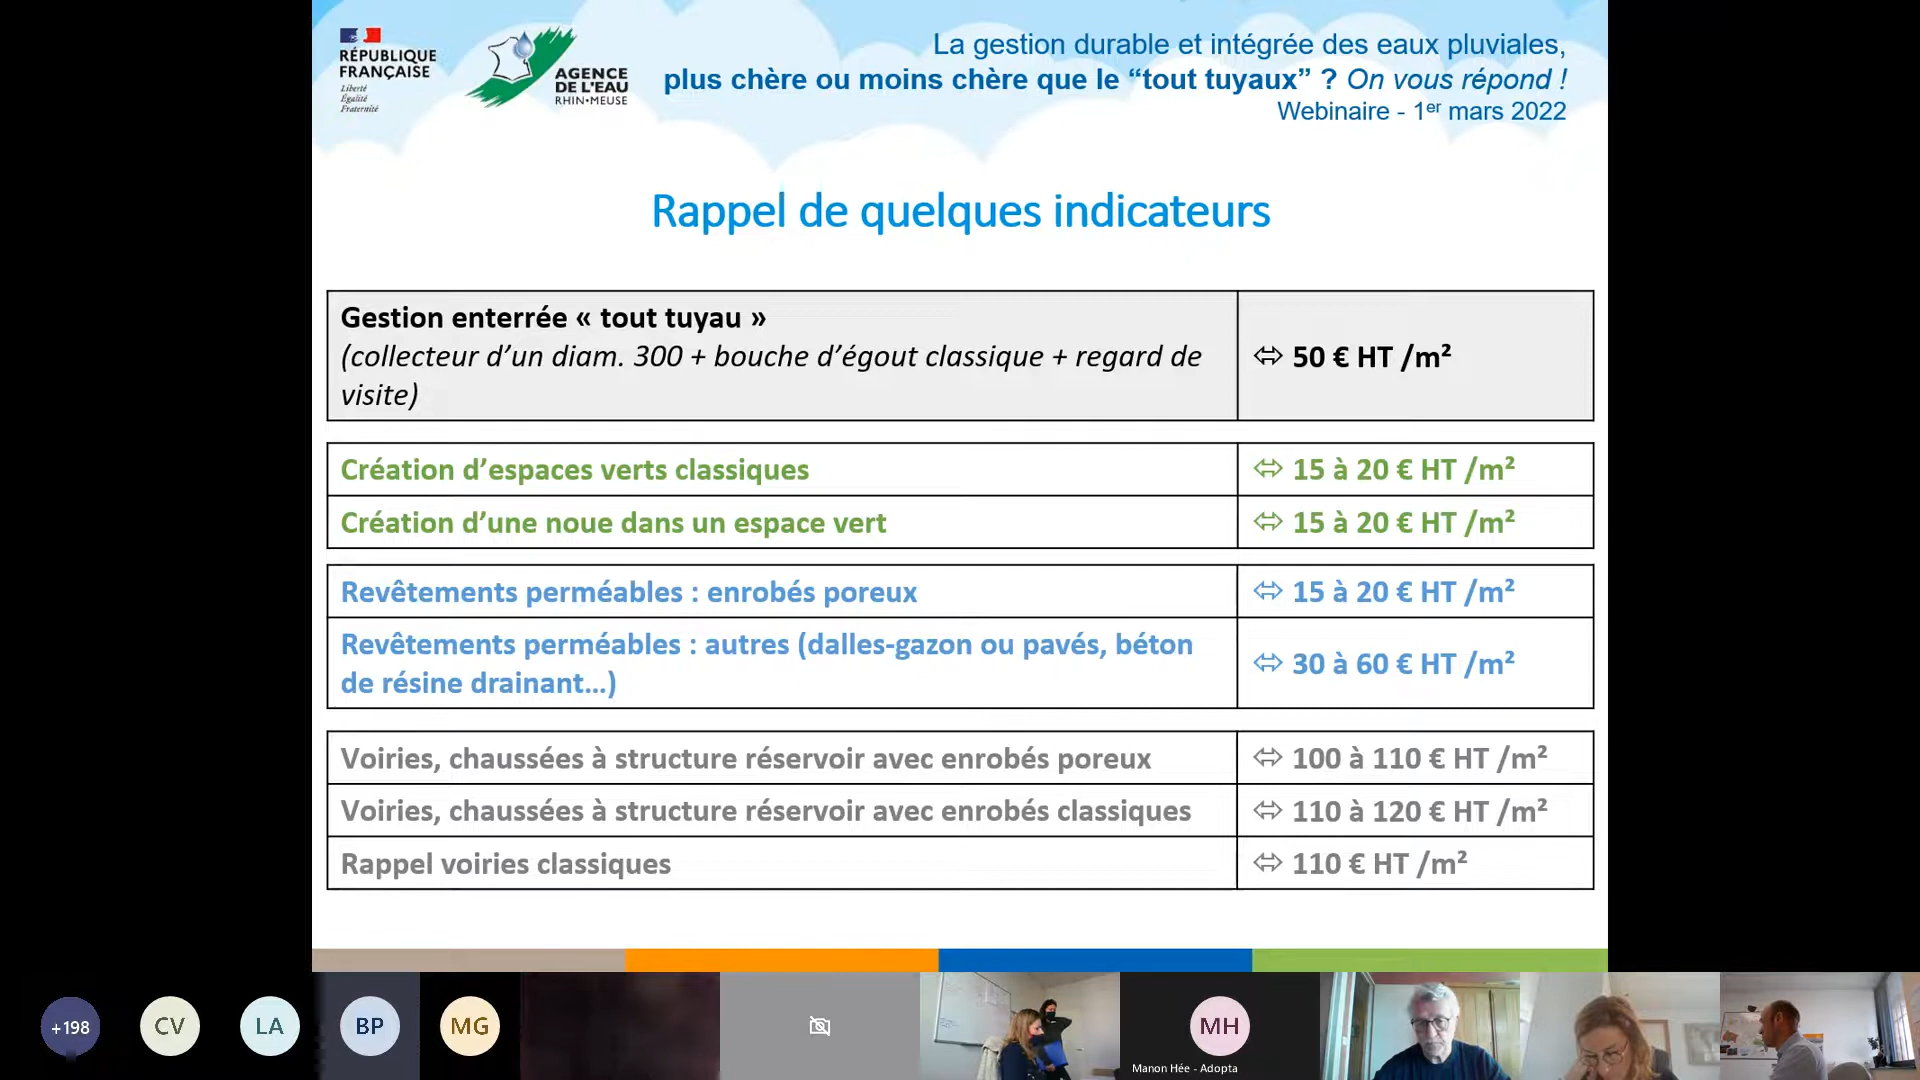 RÉPUBLIQUE
FRANÇAISE
Liberté
Égalité
Fraternité
AGENCE
DE L'EAU
RHIN•MEUSE
La gestion durable et intégrée des eaux pluviales,
plus chère ou moins chère que le “tout tuyaux” ? On vous répond !
Webinaire - 1er mars 2022
Rappel de quelques indicateurs
Gestion enterrée « tout tuyau »
(collecteur d’un diam. 300 + bouche d’égout classique + regard de
visite)
⬄ 50 € HT /m²
Création d’espaces verts classiques
⬄ 15 à 20 € HT /m²
Création d’une noue dans un espace vert
⬄ 15 à 20 € HT /m²
Revêtements perméables : enrobés poreux
⬄ 15 à 20 € HT /m²
Revêtements perméables : autres (dalles-gazon ou pavés, béton
de résine drainant…)
⬄ 30 à 60 € HT /m²
Voiries, chaussées à structure réservoir avec enrobés poreux
⬄ 100 à 110 € HT /m²
Voiries, chaussées à structure réservoir avec enrobés classiques
⬄ 110 à 120 € HT /m²
Rappel voiries classiques
⬄ 110 € HT /m²
+198
CV
LA
BP
MG
MH
Manon Hée - Adopta